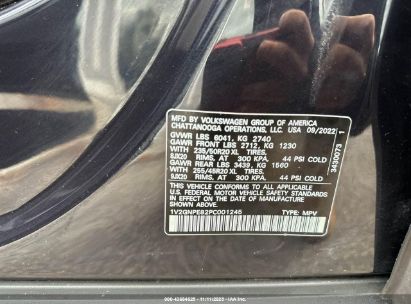 MFD BY VOLKSWAGEN GROUP OF AMERICA
CHATTANOOGA OPERATIONS, LLC. USA 09/2022
GVWR LBS 6041, KG 2740
GAWR FRONT LBS 2712, KG 1230
WITH 235/50R20 XL TIRES,
8JX20 RIMS, AT 300 KPA, 44 PSI COLD
GAWR REAR LBS 3439, KG 1560
WITH 255/45R20 XL TIRES,
9JX20 RIMS, AT 300 KPA, 44 PSI COLD
THIS VEHICLE CONFORMS TO ALL APPLICABLE
U.S. FEDERAL MOTOR VEHICLE SAFETY STANDARDS
IN EFFECT ON THE DATE OF MANUFACTURE
SHOWN ABOVE.
1V2GNPE82PC001245 TYPE: MPV
3430073 1